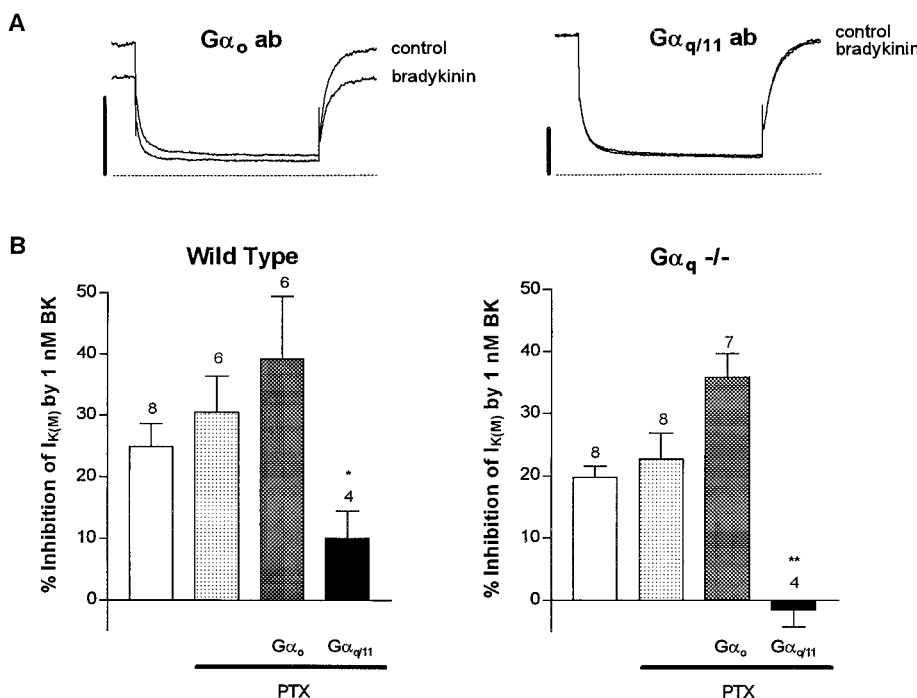 A
Gαo ab
control
bradykinin
Gαq/11 ab
control
bradykinin
B
Wild Type
% Inhibition of IK(M) by 1 nM BK
50
40
30
20
10
0
8
6
6
*
4
Gαo
Gαq/11
PTX
Gαq -/-
% Inhibition of IK(M) by 1 nM BK
50
40
30
20
10
0
8
8
7
**
4
Gαo
Gαq/11
PTX